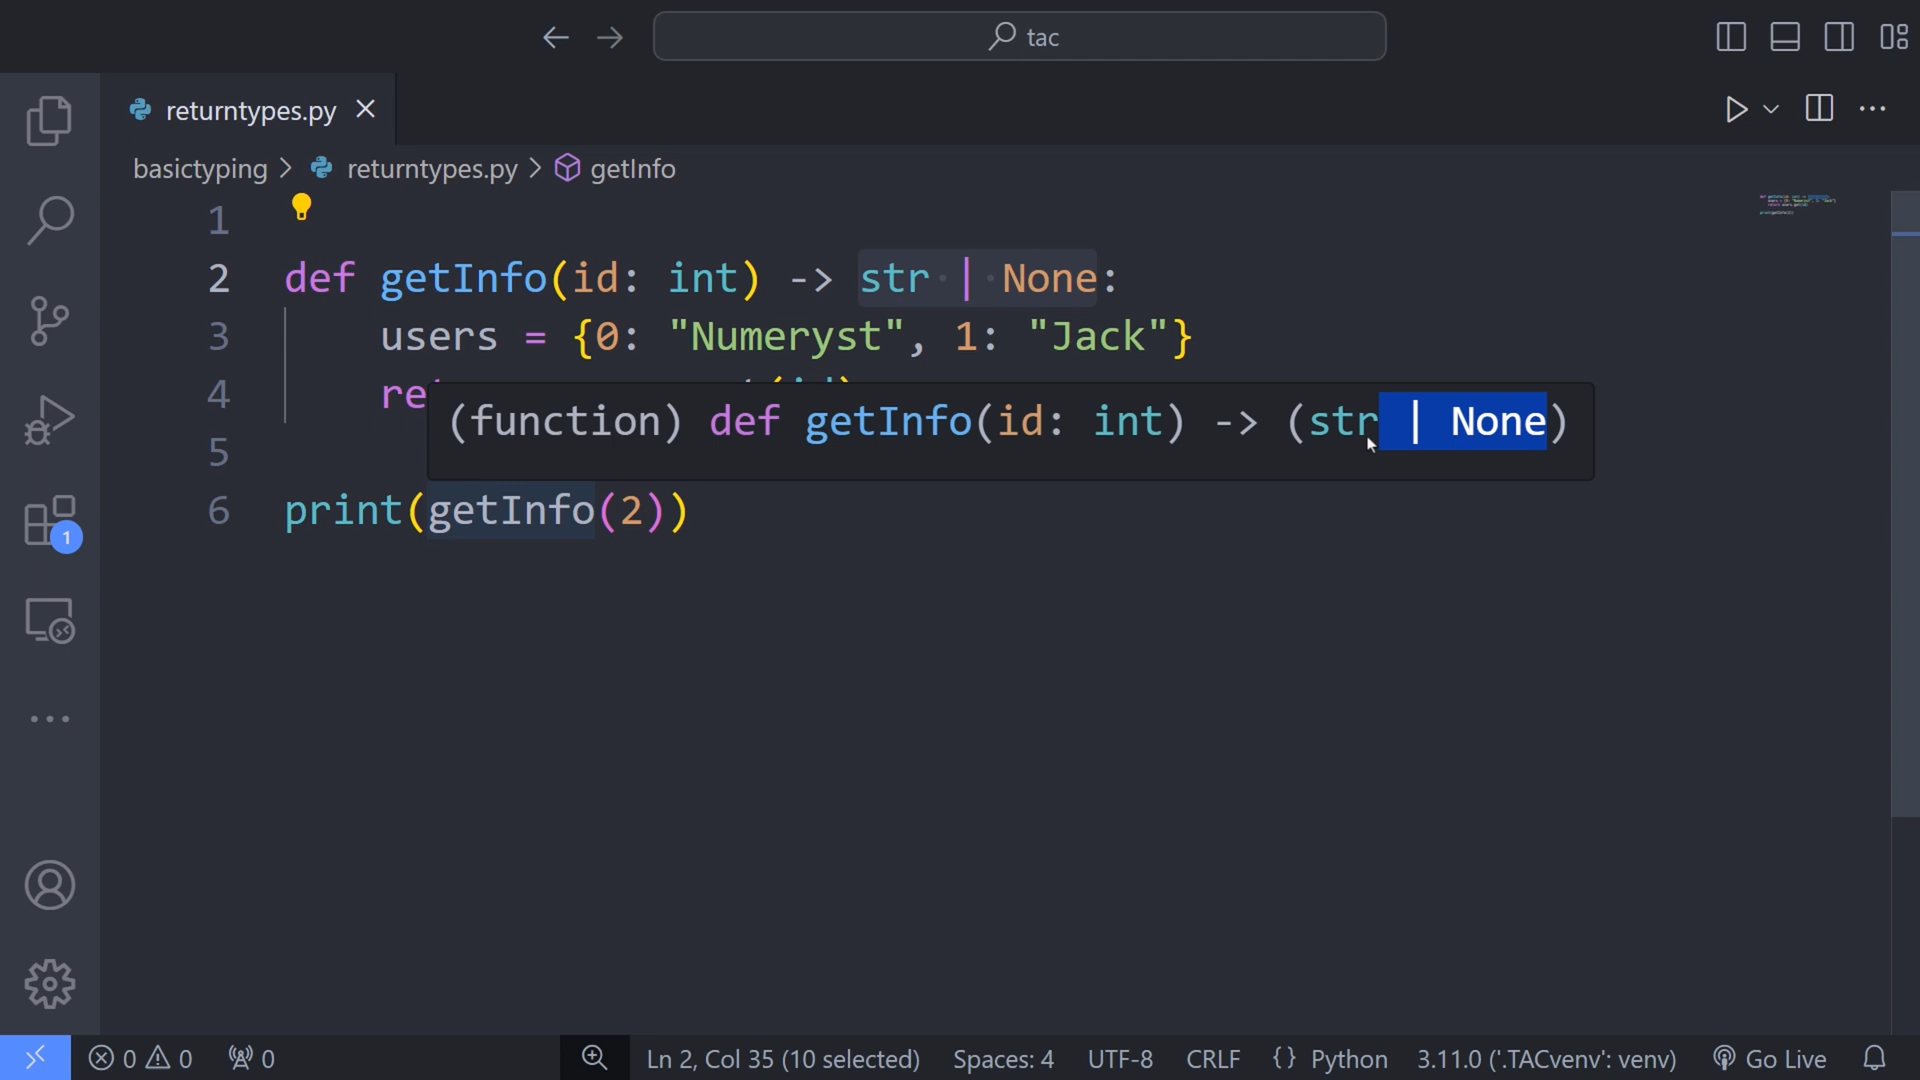 tac
returntypes.py
basictyping > returntypes.py > getInfo
1
2 def getInfo(id: int) -> str | None:
3 users = {0: "Numeryst", 1: "Jack"}
4 re
(function) def getInfo(id: int) -> (str | None)
5
6 print(getInfo(2))
1
0 0 0 Ln 2, Col 35 (10 selected) Spaces: 4 UTF-8 CRLF {} Python 3.11.0 ('.TACvenv': venv) Go Live